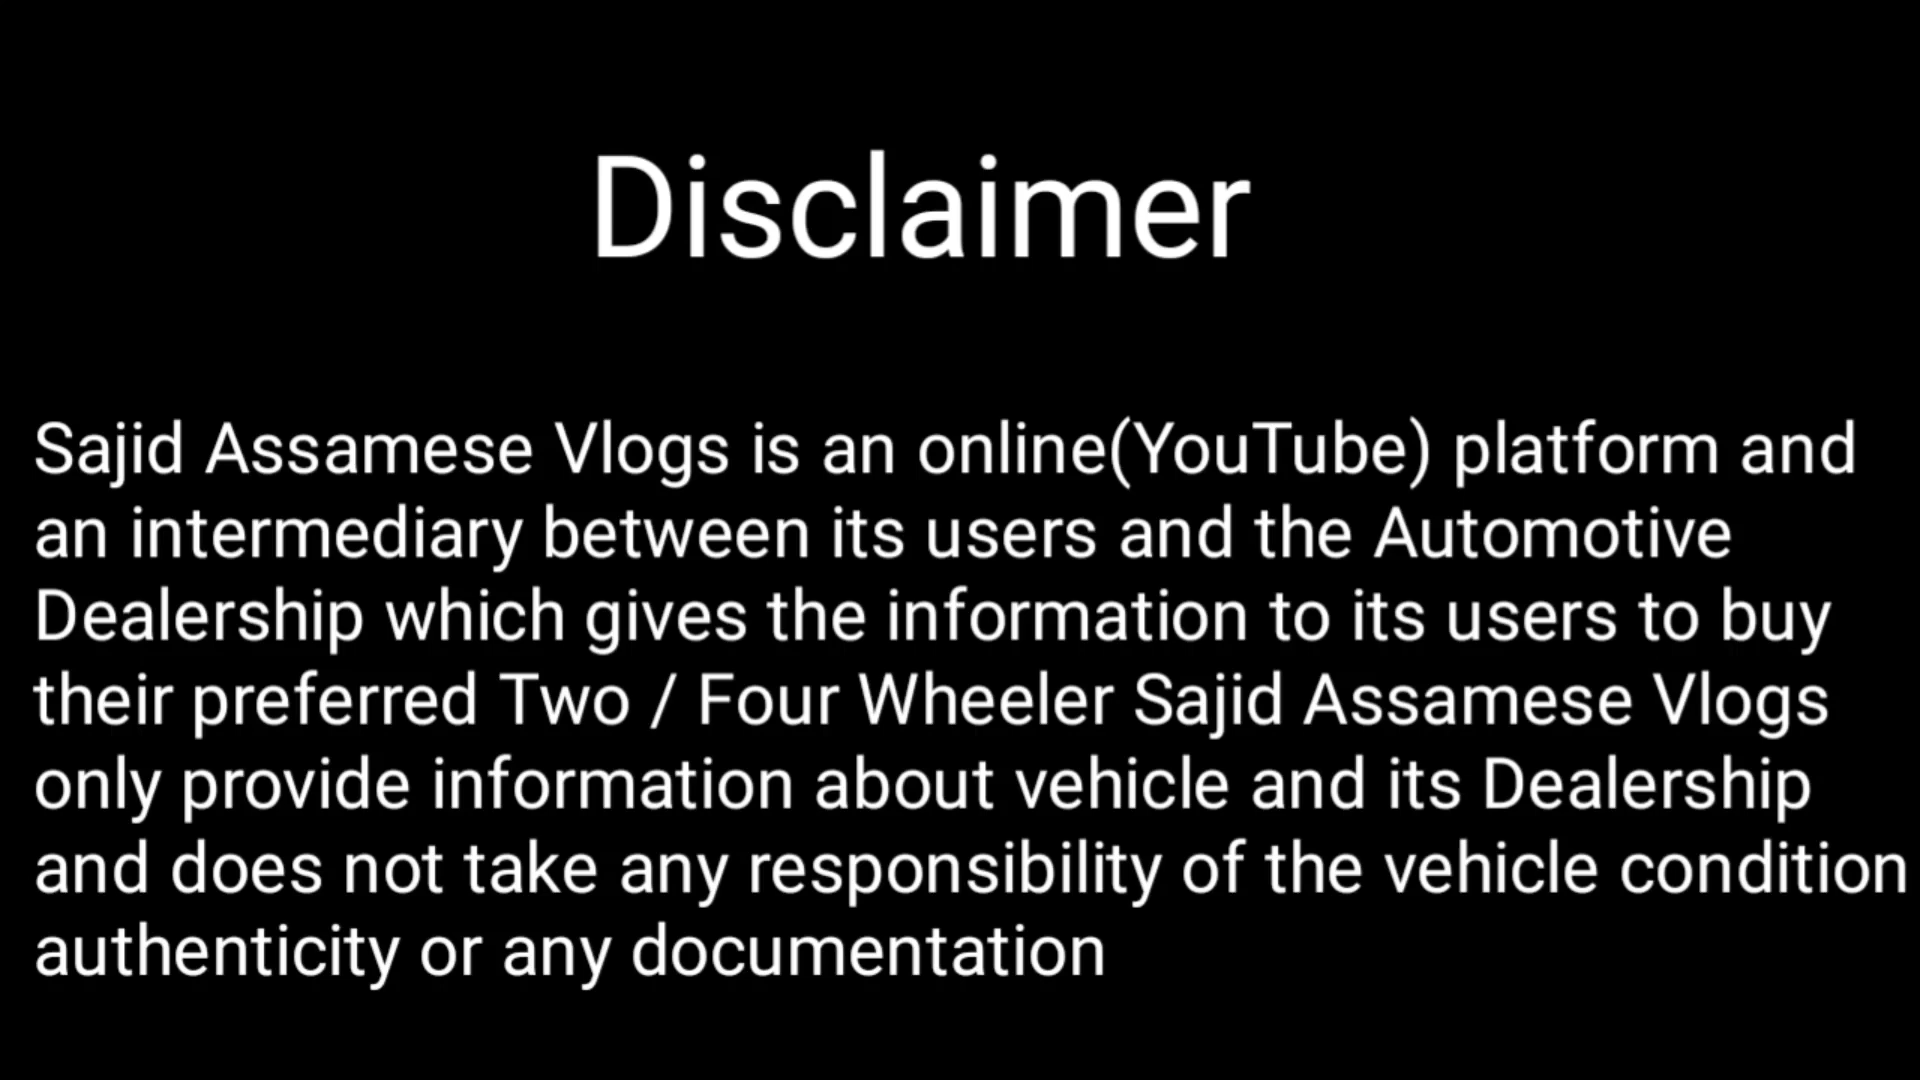 Disclaimer
Sajid Assamese Vlogs is an online(YouTube) platform and
an intermediary between its users and the Automotive
Dealership which gives the information to its users to buy
their preferred Two / Four Wheeler Sajid Assamese Vlogs
only provide information about vehicle and its Dealership
and does not take any responsibility of the vehicle condition
authenticity or any documentation